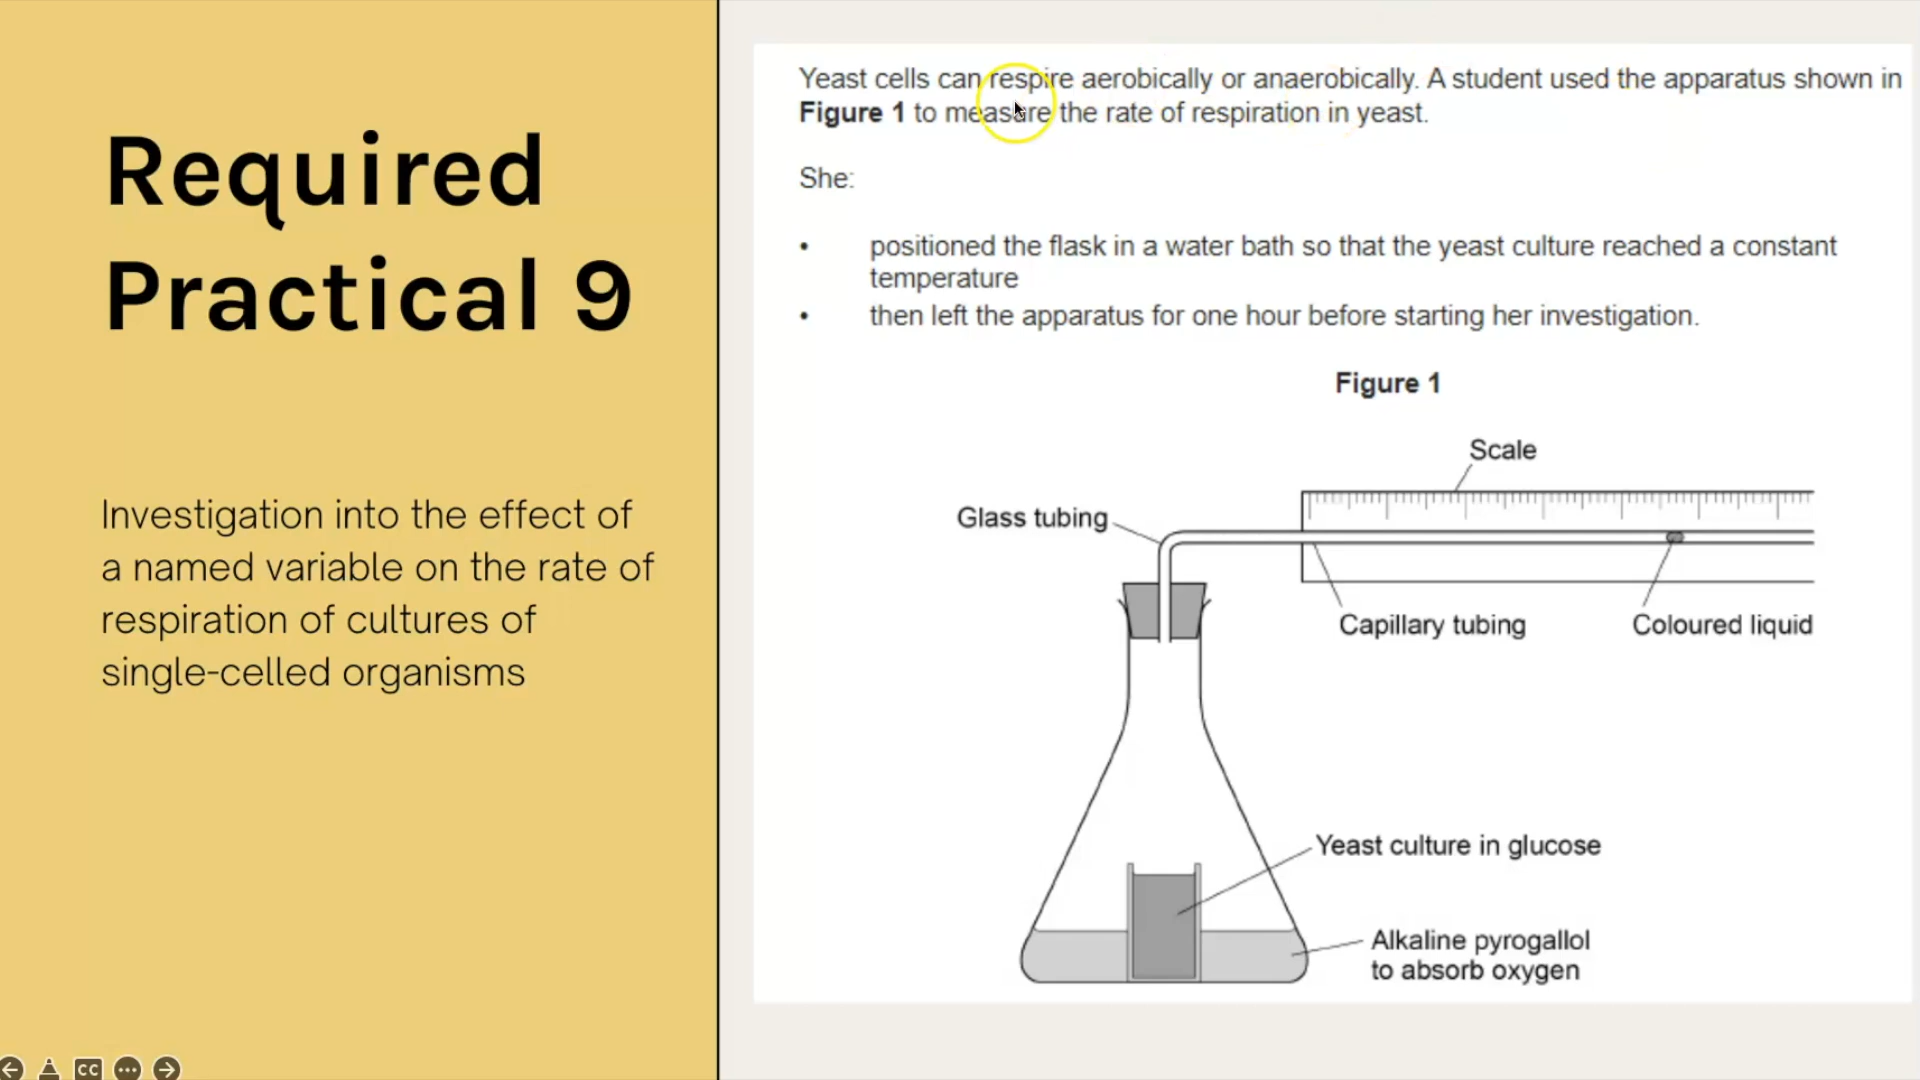 Required
Practical 9
Investigation into the effect of
a named variable on the rate of
respiration of cultures of
single-celled organisms
Yeast cells can respire aerobically or anaerobically. A student used the apparatus shown in
Figure 1 to measure the rate of respiration in yeast.
She:
• positioned the flask in a water bath so that the yeast culture reached a constant
temperature
• then left the apparatus for one hour before starting her investigation.
Figure 1
Scale
Glass tubing
Capillary tubing
Coloured liquid
Yeast culture in glucose
Alkaline pyrogallol
to absorb oxygen
CC